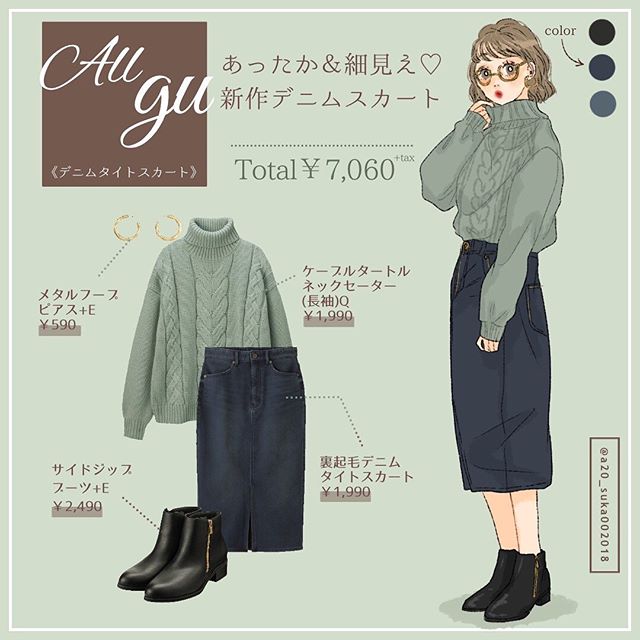 All
gu
《デニムタイトスカート》
あったか＆細見え♡
新作デニムスカート
Total￥7,060+tax
color
メタルフープ
ピアス+E
￥590
ケーブルタートル
ネックセーター
(長袖)Q
￥1,990
サイドジップ
ブーツ+E
￥2,490
裏起毛デニム
タイトスカート
￥1,990
@a20_suka002018